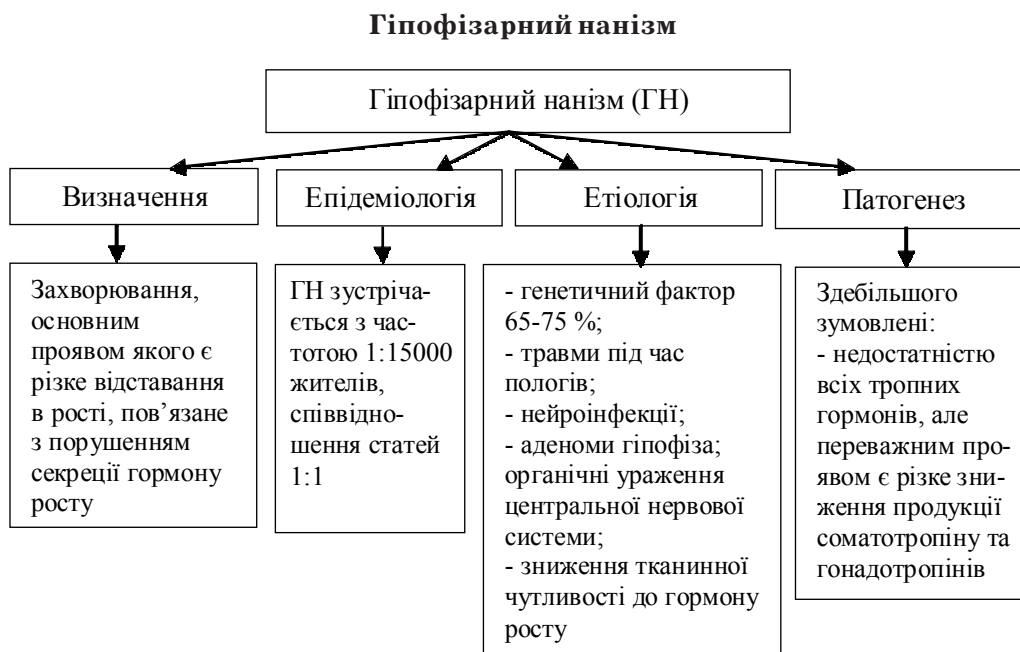 Гіпофізарний нанізм
Гіпофізарний нанізм (ГН)
Визначення
Епідеміологія
Етіологія
Патогенез
Захворювання,
основним
проявом якого є
різке відставання
в рості, пов’язане
з порушенням
секреції гормону
росту
ГН зустріча-
ється з час-
тотою 1:15000
жителів,
співвідно-
шення статей
1:1
- генетичний фактор
65-75 %;
- травми під час
пологів;
- нейроінфекції;
- аденоми гіпофіза;
органічні ураження
центральної нервової
системи;
- зниження тканинної
чутливості до гормону
росту
Здебільшого
зумовлені:
- недостатністю
всіх тропних
гормонів, але
переважним про-
явом є різке зни-
ження продукції
соматотропіну та
гонадотропінів